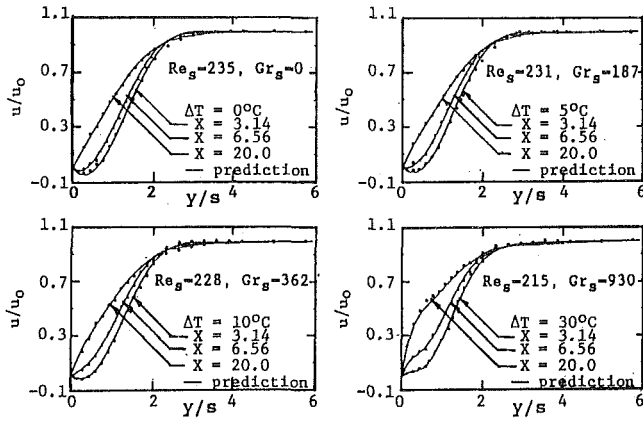 1.1
0.7
0.3
-0.1
u/u₀
Re_s=235, Gr_s=0
ΔT = 0°C
X = 3.14
X = 6.56
X = 20.0
— prediction
0 2 4 6
y/s
1.1
0.7
0.3
-0.1
u/u₀
Re_s=231, Gr_s=187
ΔT = 5°C
X = 3.14
X = 6.56
X = 20.0
— prediction
0 2 4 6
y/s
1.1
0.7
0.3
-0.1
u/u₀
Re_s=228, Gr_s=362
ΔT = 10°C
X = 3.14
X = 6.56
X = 20.0
— prediction
0 2 4 6
y/s
1.1
0.7
0.3
-0.1
u/u₀
Re_s=215, Gr_s=930
ΔT = 30°C
X = 3.14
X = 6.56
X = 20.0
— prediction
0 2 4 6
y/s